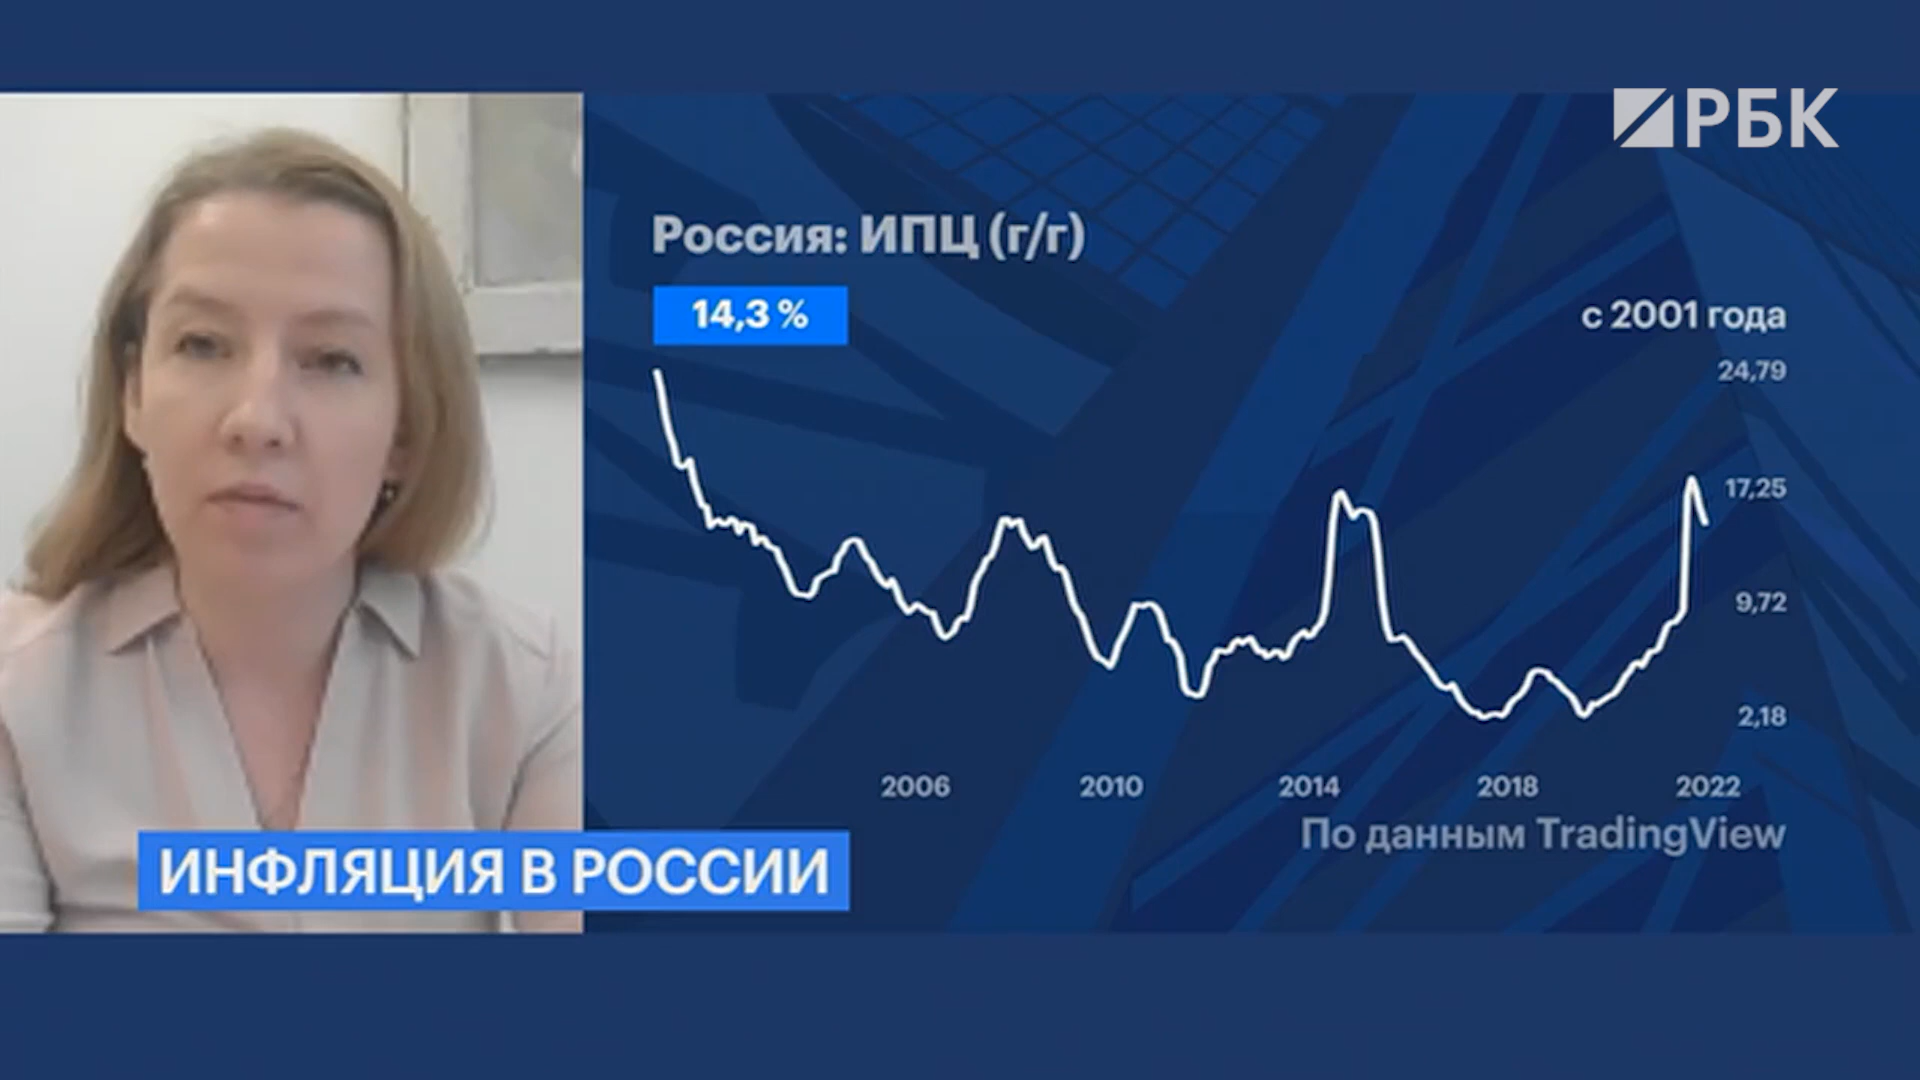 РБК
Россия: ИПЦ (г/г)
14,3 %
с 2001 года
24,79
17,25
9,72
2,18
2006 2010 2014 2018 2022
По данным TradingView
ИНФЛЯЦИЯ В РОССИИ